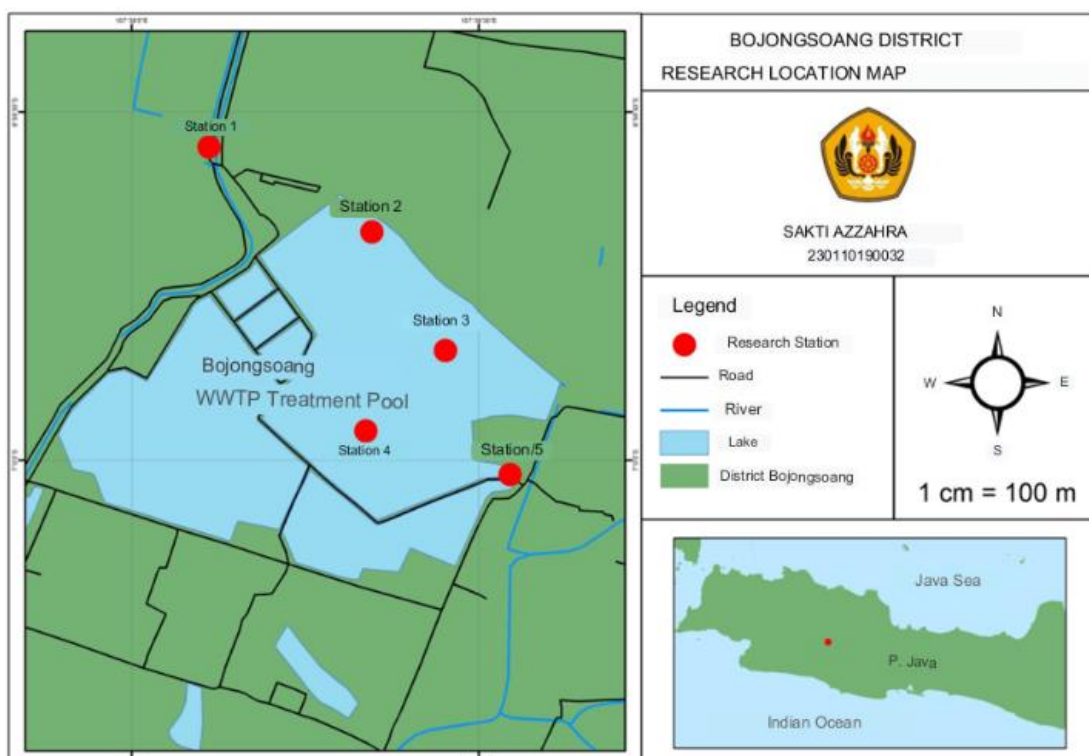 Station 1
Station 2
Station 3
Bojongsoang
WWTP Treatment Pool
Station 4
Station/5
BOJONGSOANG DISTRICT
RESEARCH LOCATION MAP
SAKTI AZZAHRA
230110190032
Legend
Research Station
Road
River
Lake
District Bojongsoang
N
W
E
S
1 cm = 100 m
Java Sea
P. Java
Indian Ocean